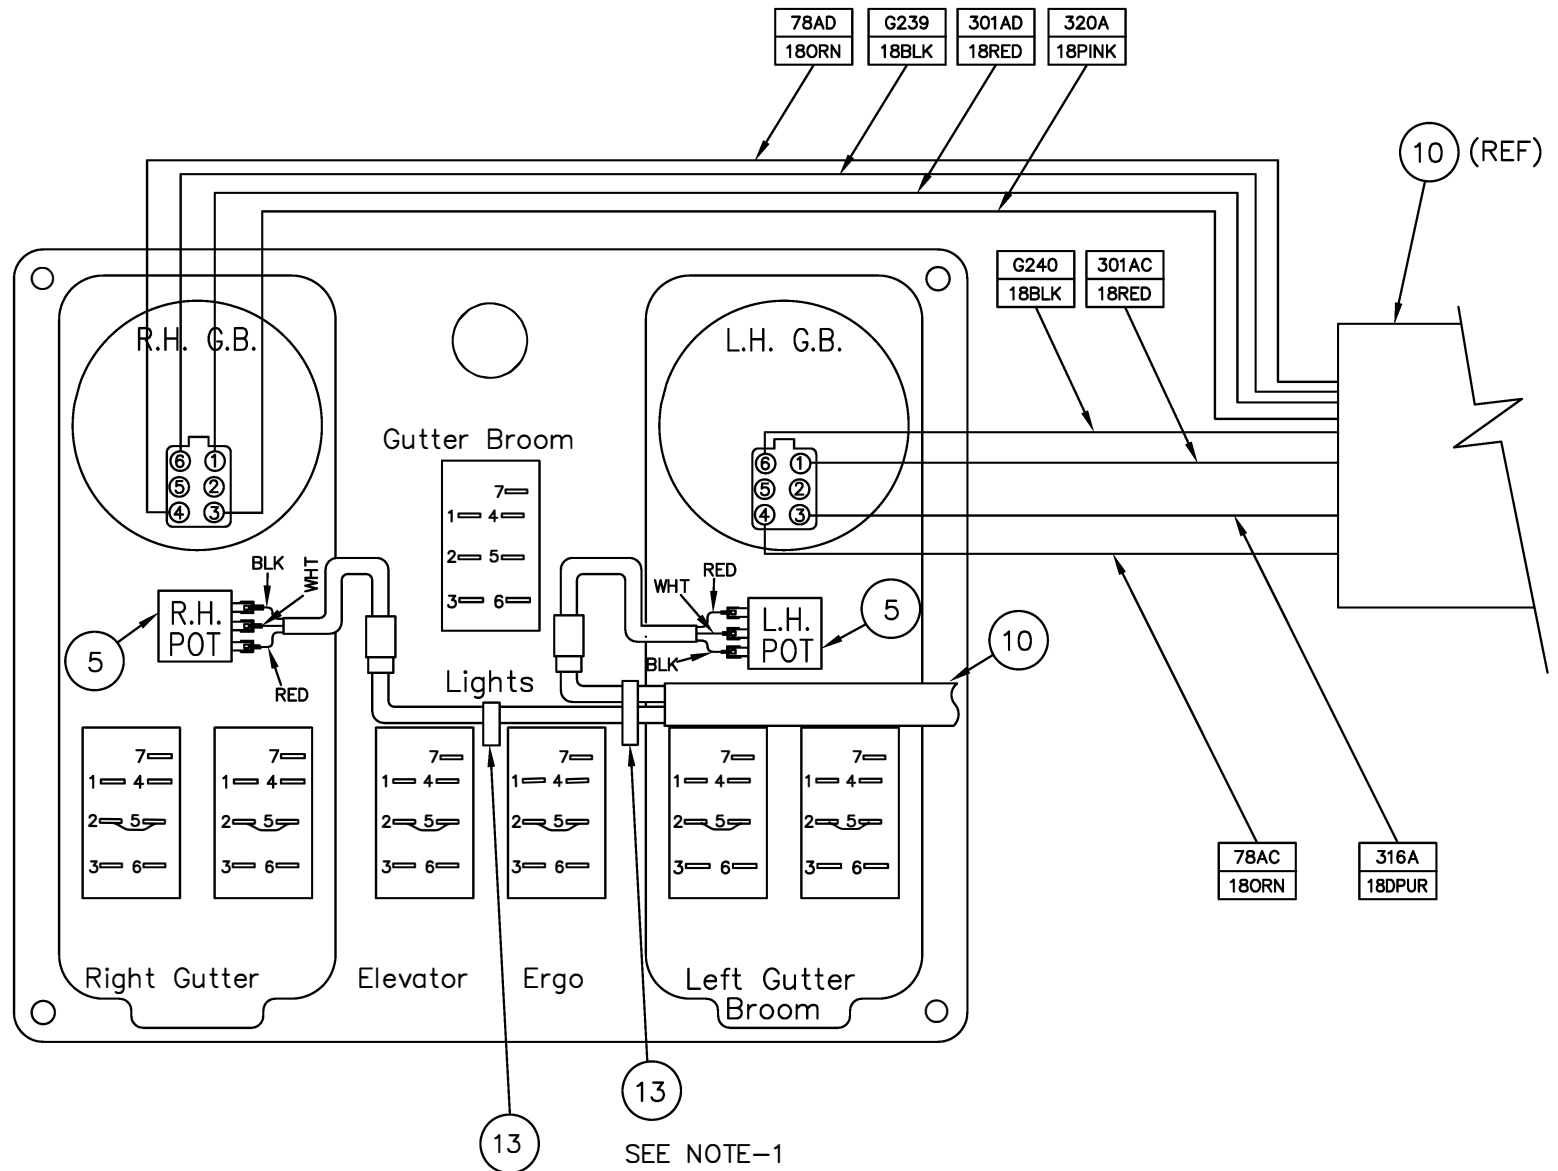 78AD G239 301AD 320A
18ORN 18BLK 18RED 18PINK
10 (REF)
G240 301AC
18BLK 18RED
R.H. G.B.
L.H. G.B.
Gutter Broom
6 1
5 2
4 3
6 1
5 2
4 3
7
1 4
2 5
3 6
BLK
WHT
RED
R.H.
POT
5
WHT
RED
BLK
L.H.
POT
5
10
Lights
7
1 4
2 5
3 6
7
1 4
2 5
3 6
7
1 4
2 5
3 6
7
1 4
2 5
3 6
7
1 4
2 5
3 6
7
1 4
2 5
3 6
78AC 316A
18ORN 18DPUR
Right Gutter
Elevator
Ergo
Left Gutter
Broom
13
13
SEE NOTE-1